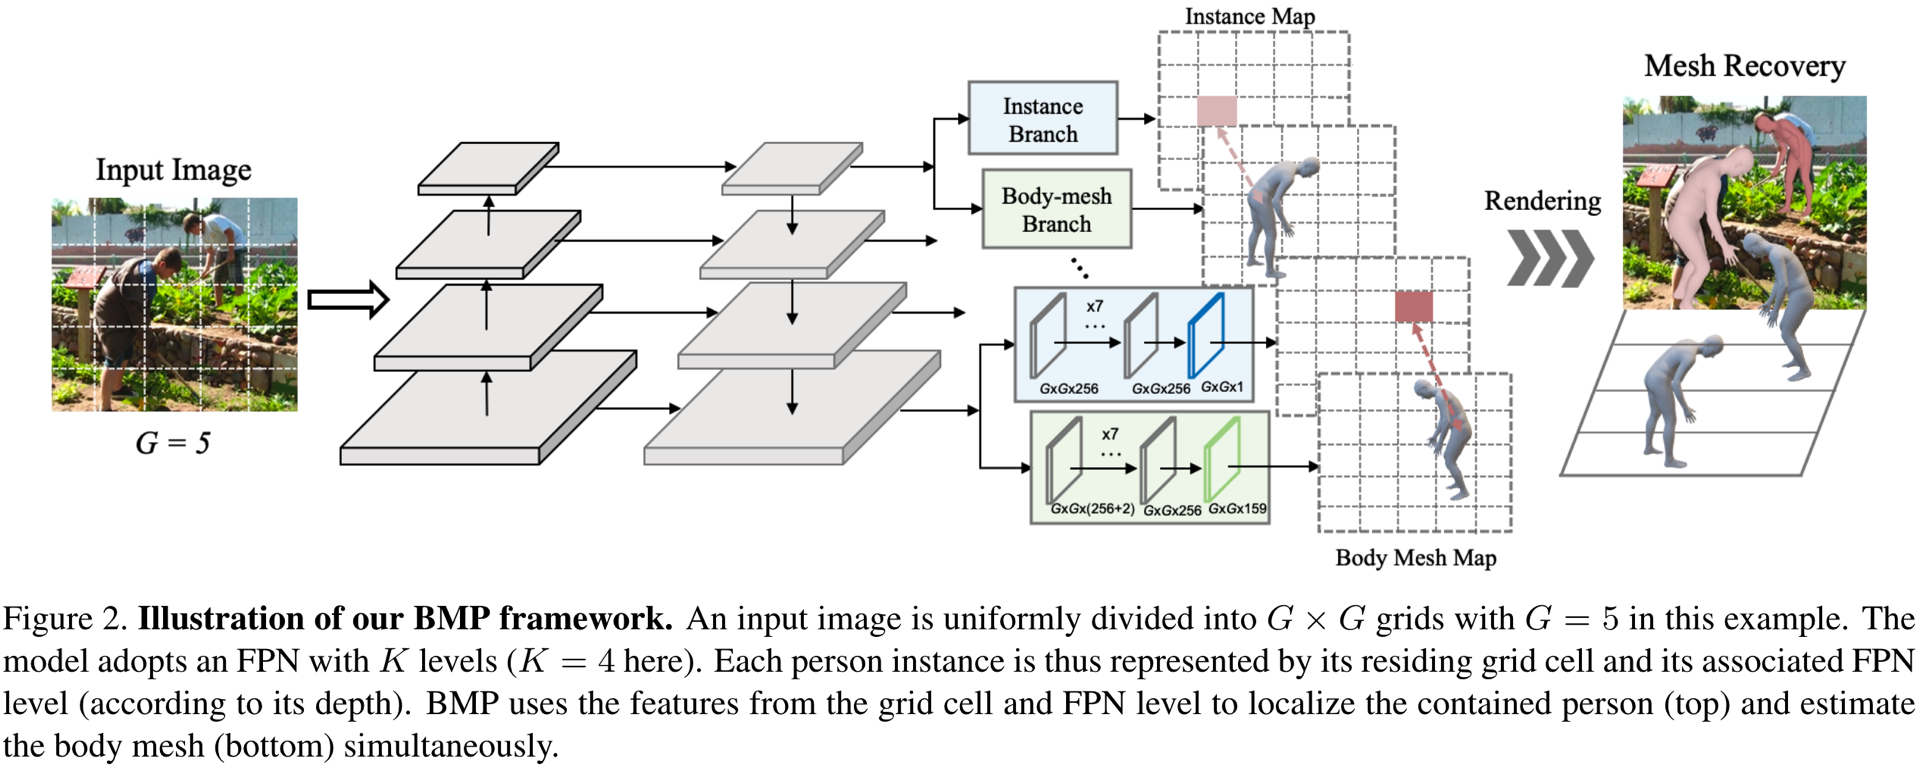 Instance Map
Mesh Recovery
Input Image
Instance
Branch
Body-mesh
Branch
Rendering
x7
...
GxGx256
GxGx256
GxGx1
x7
...
GxGx(256+2)
GxGx256
GxGx159
G = 5
Body Mesh Map
Figure 2. Illustration of our BMP framework. An input image is uniformly divided into G × G grids with G = 5 in this example. The
model adopts an FPN with K levels (K = 4 here). Each person instance is thus represented by its residing grid cell and its associated FPN
level (according to its depth). BMP uses the features from the grid cell and FPN level to localize the contained person (top) and estimate
the body mesh (bottom) simultaneously.